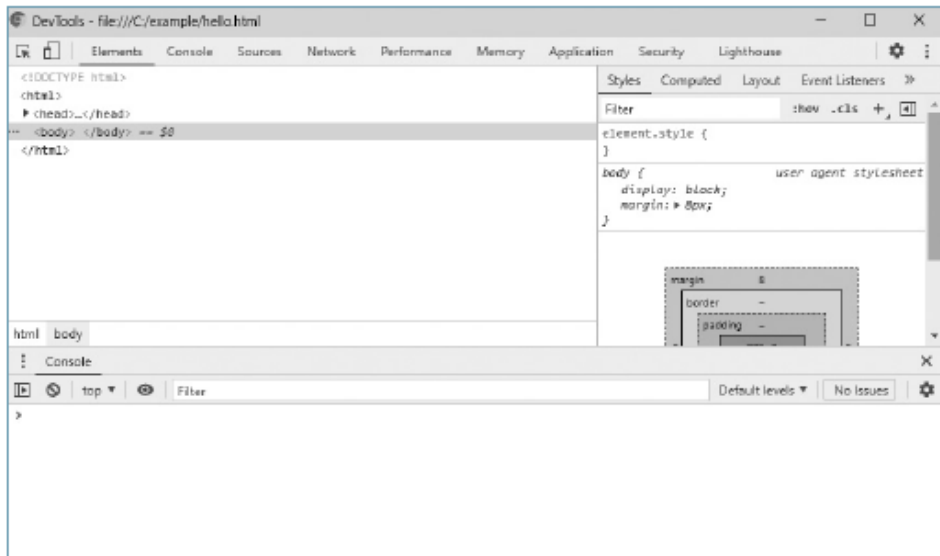 DevTools - file:///C:/example/hello.html
Elements Console Sources Network Performance Memory Application Security Lighthouse
<!DOCTYPE html>
<html>
<head>…</head>
<body> </body> == $0
</html>
html body
Styles Computed Layout Event Listeners
Filter :hov .cls +
element.style {
}
body { user agent stylesheet
display: block;
margin: 8px;
}
margin 8
border –
padding –
Console
top Filter Default levels No Issues
>